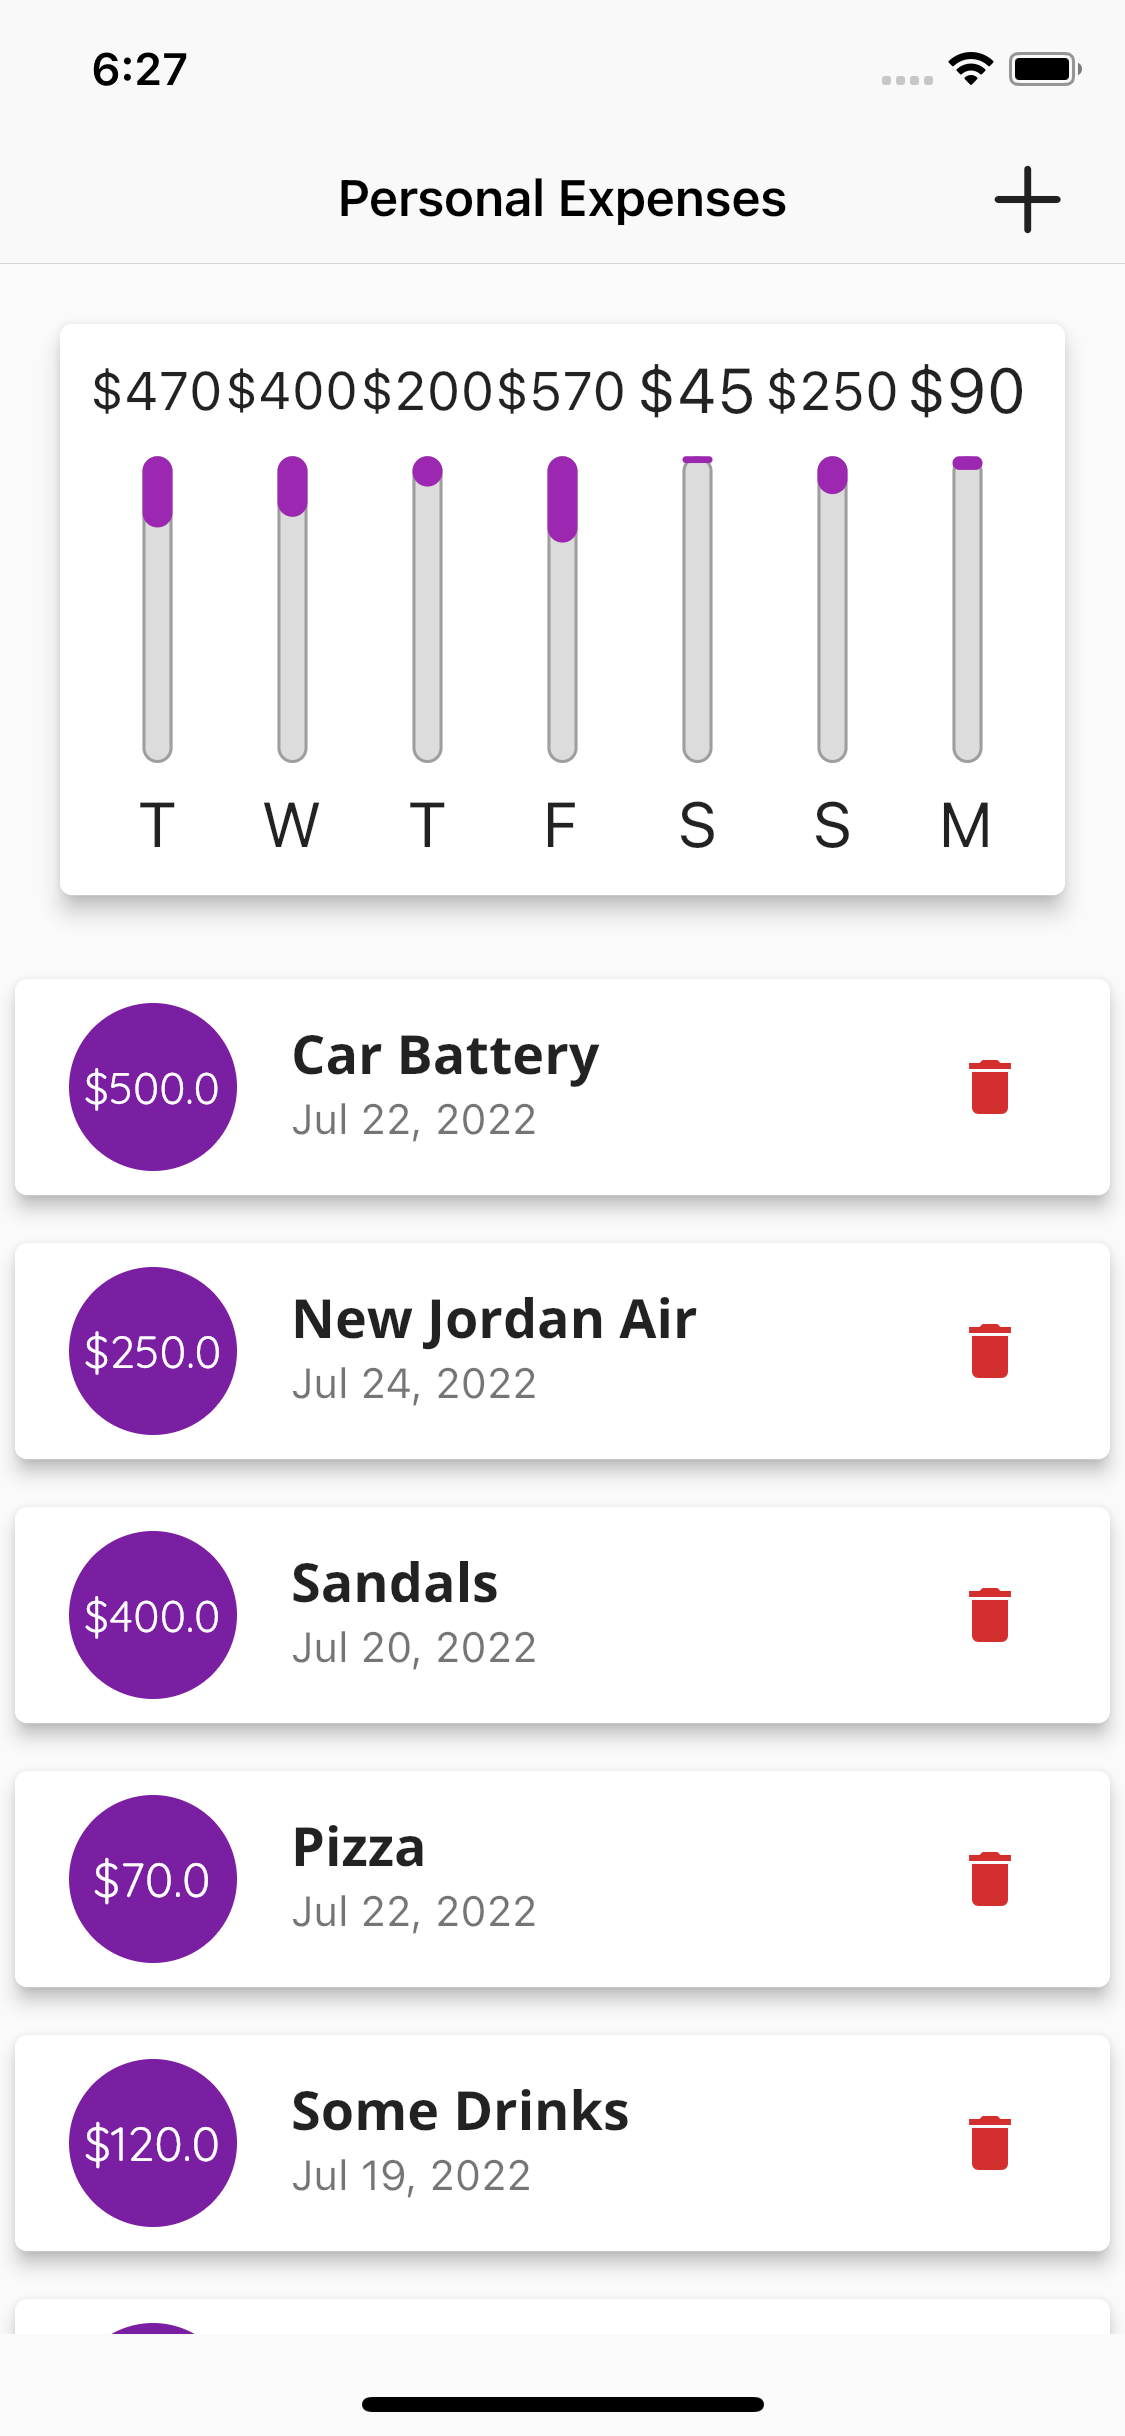 6:27
Personal Expenses
$470 $400 $200 $570 $45 $250 $90
T W T F S S M
$500.0
Car Battery
Jul 22, 2022
$250.0
New Jordan Air
Jul 24, 2022
$400.0
Sandals
Jul 20, 2022
$70.0
Pizza
Jul 22, 2022
$120.0
Some Drinks
Jul 19, 2022